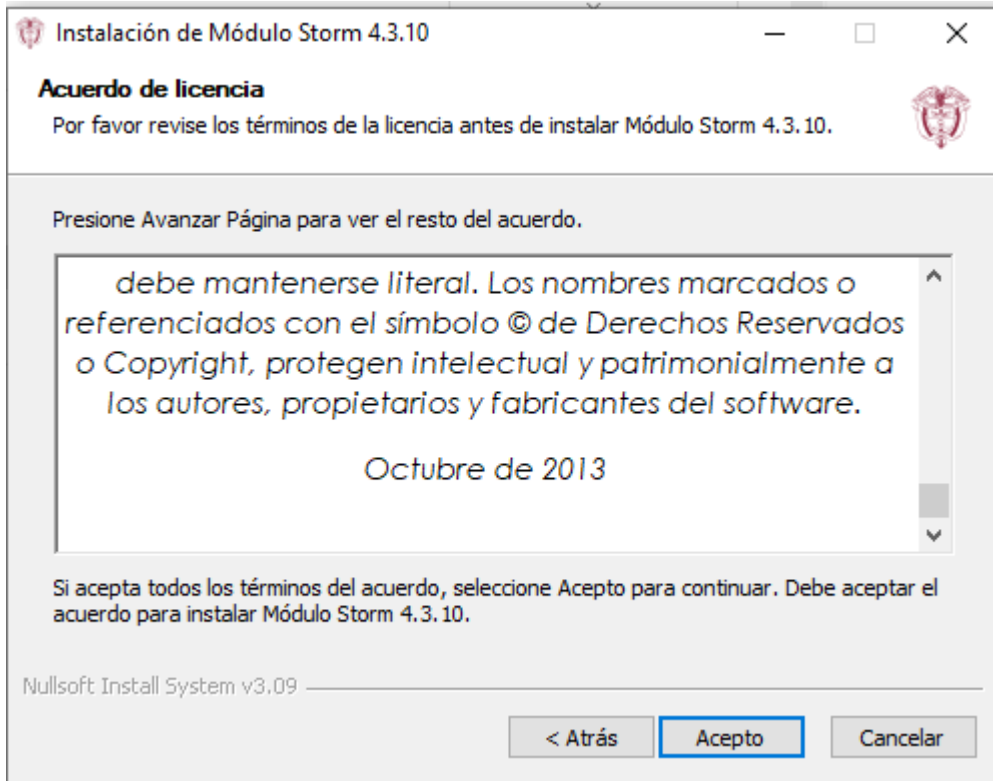 Instalación de Módulo Storm 4.3.10
Acuerdo de licencia
Por favor revise los términos de la licencia antes de instalar Módulo Storm 4.3.10.
Presione Avanzar Página para ver el resto del acuerdo.
debe mantenerse literal. Los nombres marcados o
referenciados con el símbolo © de Derechos Reservados
o Copyright, protegen intelectual y patrimonialmente a
los autores, propietarios y fabricantes del software.
Octubre de 2013
Si acepta todos los términos del acuerdo, seleccione Acepto para continuar. Debe aceptar el
acuerdo para instalar Módulo Storm 4.3.10.
Nullsoft Install System v3.09
< Atrás
Acepto
Cancelar